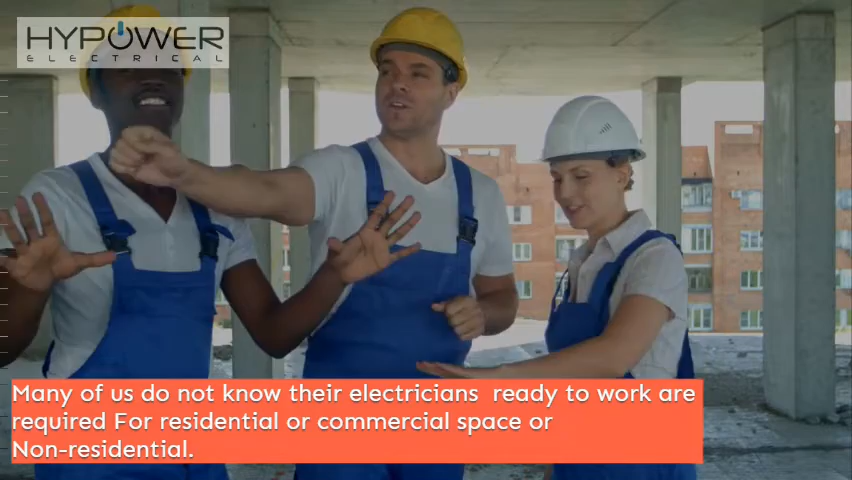 HYPOWER
ELECTRICAL
Many of us do not know their electricians  ready to work are
required For residential or commercial space or
Non-residential.